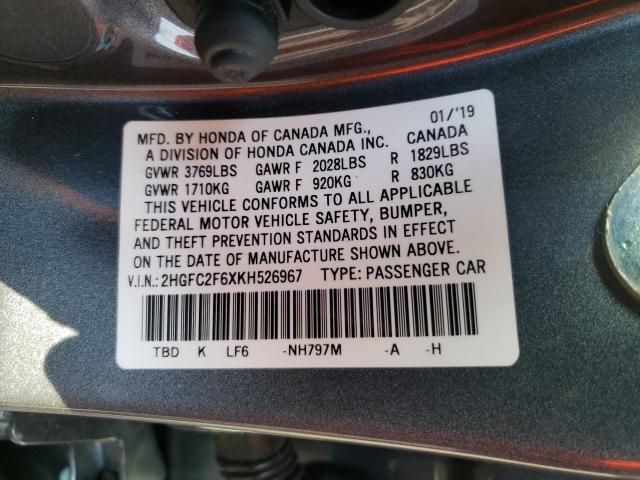 01/'19
MFD. BY HONDA OF CANADA MFG.,
A DIVISION OF HONDA CANADA INC. CANADA
GVWR 3769LBS GAWR F 2028LBS R 1829LBS
GVWR 1710KG GAWR F 920KG R 830KG
THIS VEHICLE CONFORMS TO ALL APPLICABLE
FEDERAL MOTOR VEHICLE SAFETY, BUMPER,
AND THEFT PREVENTION STANDARDS IN EFFECT
ON THE DATE OF MANUFACTURE SHOWN ABOVE.
V.I.N.: 2HGFC2F6XKH526967 TYPE: PASSENGER CAR
TBD K LF6 -NH797M -A -H